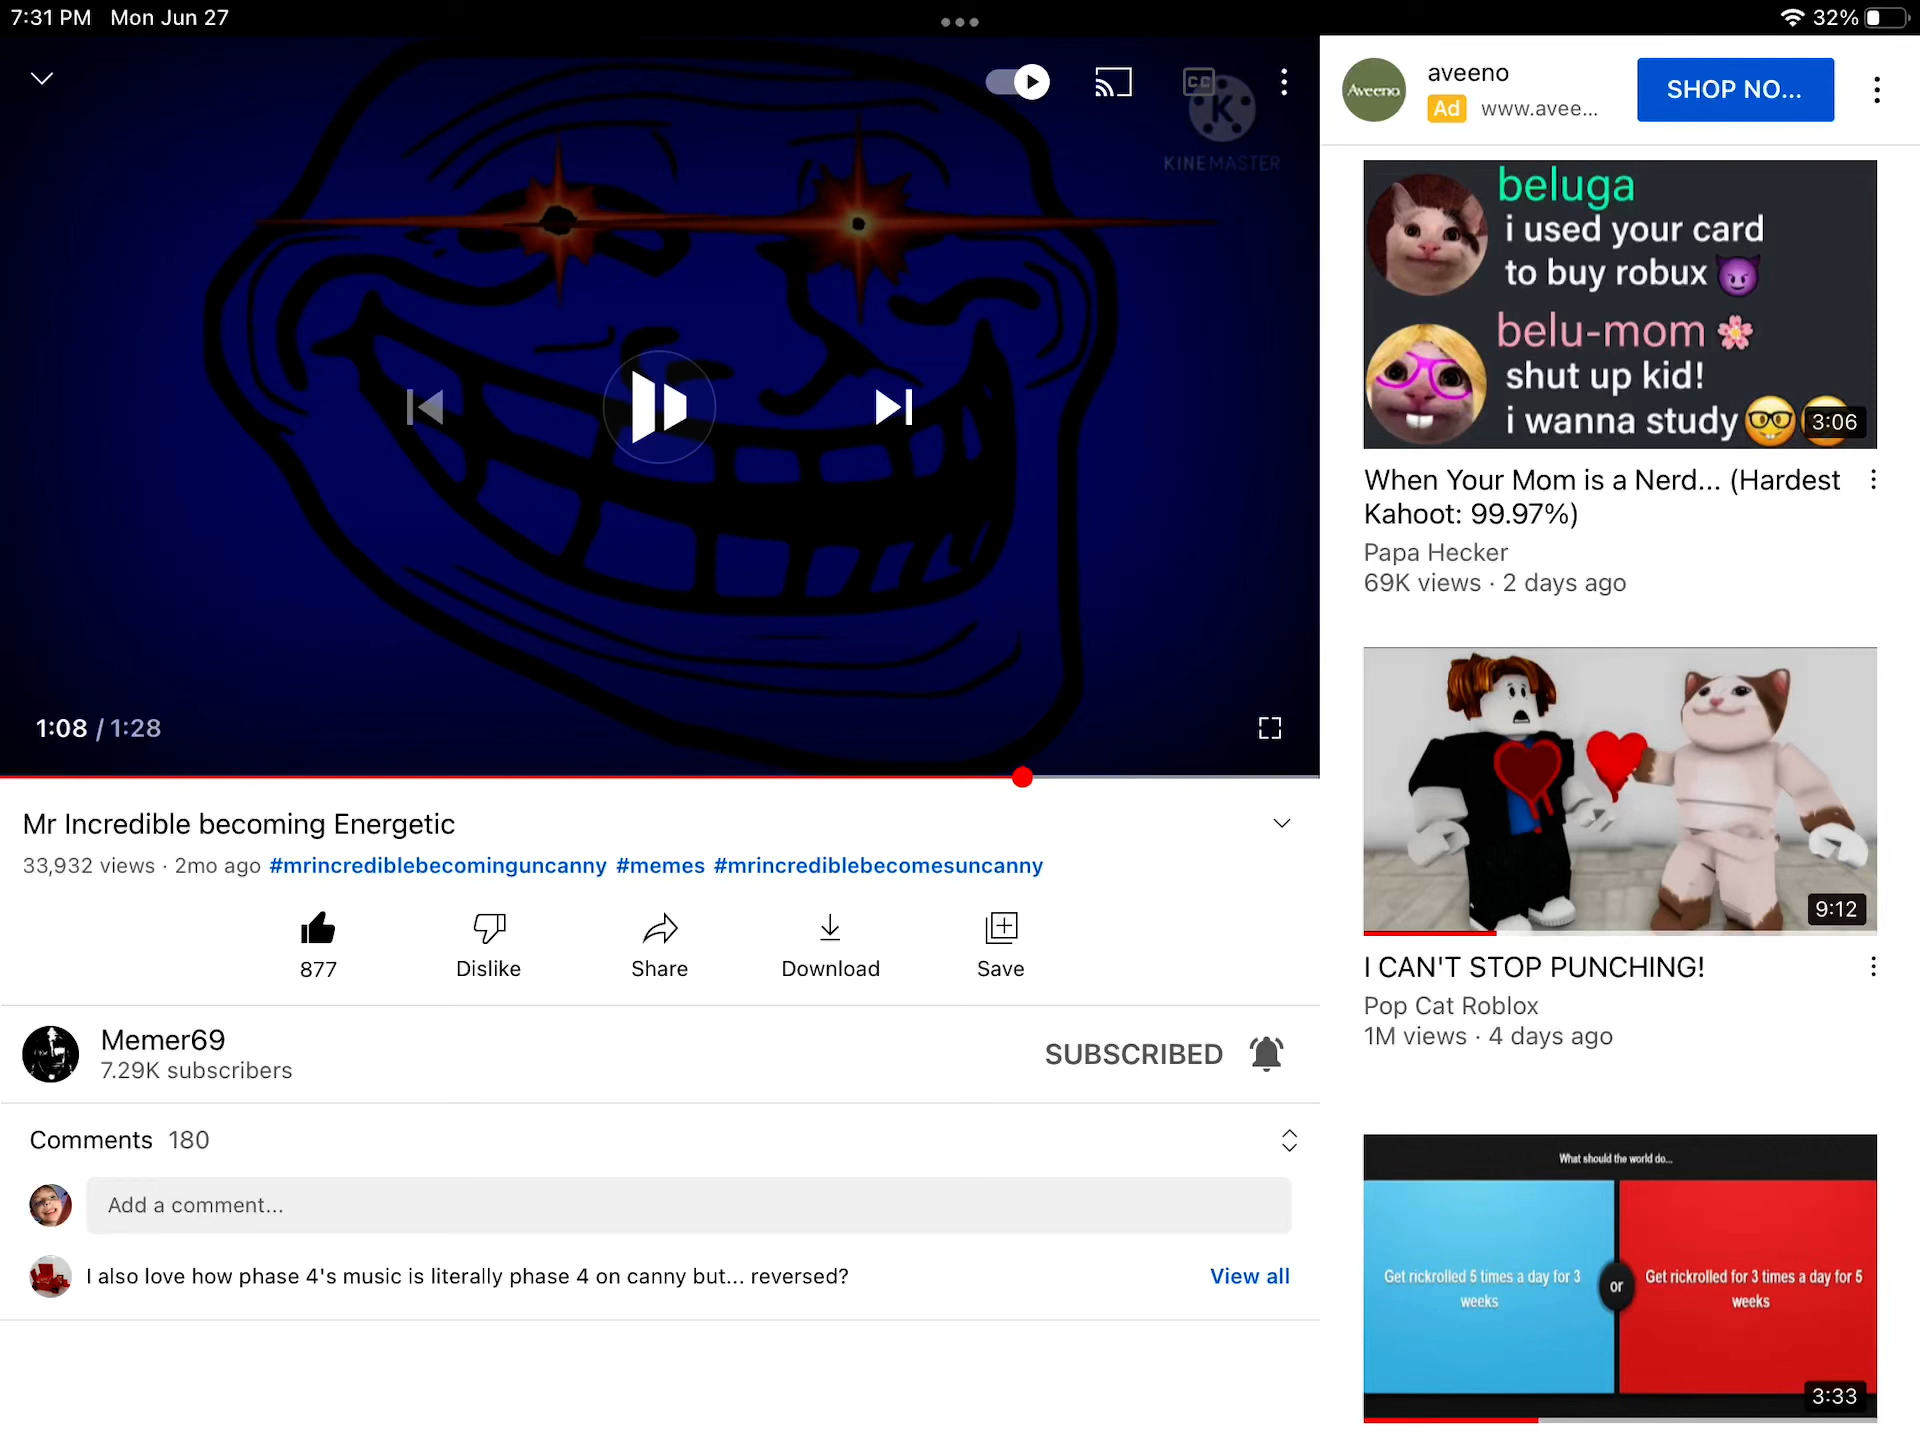 7:31 PM Mon Jun 27
32%
CC
K
KINEMASTER
1:08 / 1:28
Mr Incredible becoming Energetic
33,932 views · 2mo ago #mrincrediblebecominguncanny #memes #mrincrediblebecomesuncanny
877
Dislike
Share
Download
Save
Memer69
7.29K subscribers
SUBSCRIBED
Comments 180
Add a comment...
I also love how phase 4's music is literally phase 4 on canny but... reversed?
View all
Aveeno
aveeno
Ad www.avee...
SHOP NO...
beluga
i used your card
to buy robux 😈
belu-mom 🌸
shut up kid!
i wanna study 🤓
3:06
When Your Mom is a Nerd... (Hardest
Kahoot: 99.97%)
Papa Hecker
69K views · 2 days ago
9:12
I CAN'T STOP PUNCHING!
Pop Cat Roblox
1M views · 4 days ago
What should the world do...
Get rickrolled 5 times a day for 3
weeks
or
Get rickrolled for 3 times a day for 5
weeks
3:33